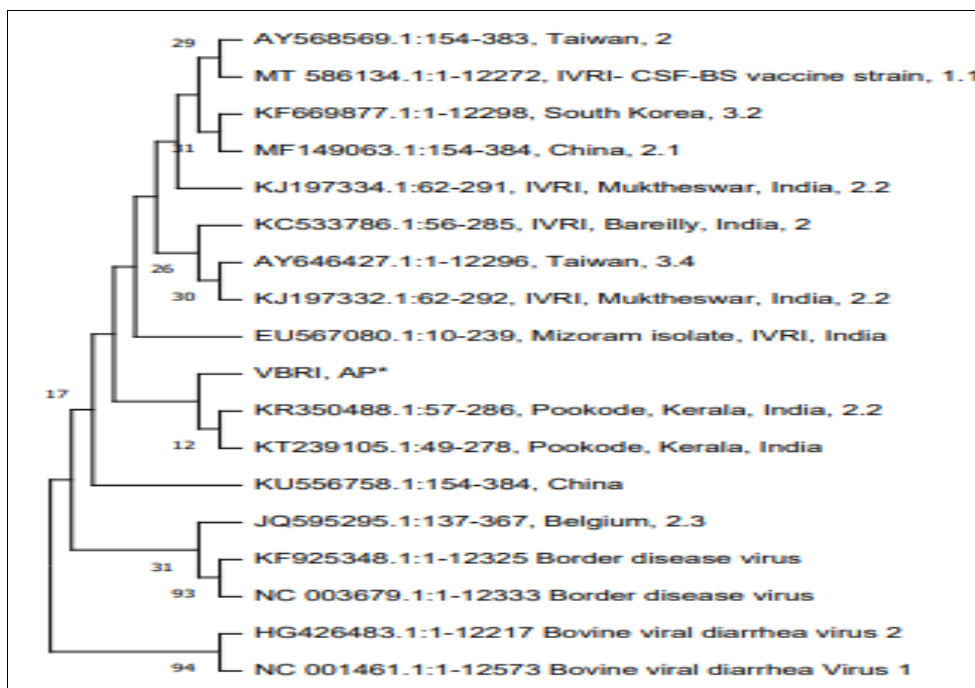 29
AY568569.1:154-383, Taiwan, 2
MT 586134.1:1-12272, IVRI- CSF-BS vaccine strain, 1.1
KF669877.1:1-12298, South Korea, 3.2
31
MF149063.1:154-384, China, 2.1
KJ197334.1:62-291, IVRI, Muktheswar, India, 2.2
KC533786.1:56-285, IVRI, Bareilly, India, 2
26
AY646427.1:1-12296, Taiwan, 3.4
30
KJ197332.1:62-292, IVRI, Muktheswar, India, 2.2
EU567080.1:10-239, Mizoram isolate, IVRI, India
VBRI, AP*
17
KR350488.1:57-286, Pookode, Kerala, India, 2.2
12
KT239105.1:49-278, Pookode, Kerala, India
KU556758.1:154-384, China
JQ595295.1:137-367, Belgium, 2.3
31
KF925348.1:1-12325 Border disease virus
93
NC 003679.1:1-12333 Border disease virus
HG426483.1:1-12217 Bovine viral diarrhea virus 2
94
NC 001461.1:1-12573 Bovine viral diarrhea Virus 1